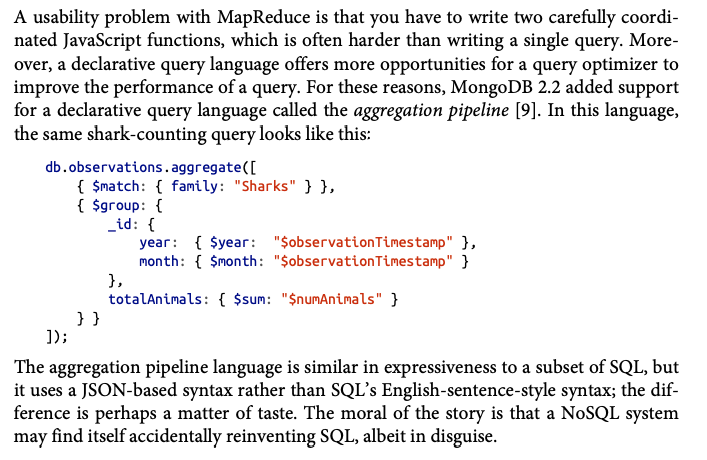 A usability problem with MapReduce is that you have to write two carefully coordi-
nated JavaScript functions, which is often harder than writing a single query. More-
over, a declarative query language offers more opportunities for a query optimizer to
improve the performance of a query. For these reasons, MongoDB 2.2 added support
for a declarative query language called the aggregation pipeline [9]. In this language,
the same shark-counting query looks like this:
db.observations.aggregate([
    { $match: { family: "Sharks" } },
    { $group: {
        _id: {
            year:  { $year:  "$observationTimestamp" },
            month: { $month: "$observationTimestamp" }
        },
        totalAnimals: { $sum: "$numAnimals" }
    } }
]);
The aggregation pipeline language is similar in expressiveness to a subset of SQL, but
it uses a JSON-based syntax rather than SQL’s English-sentence-style syntax; the dif-
ference is perhaps a matter of taste. The moral of the story is that a NoSQL system
may find itself accidentally reinventing SQL, albeit in disguise.